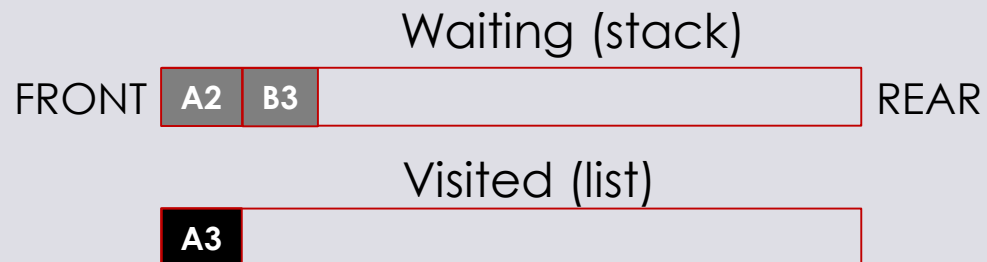 Waiting (stack)
FRONT A2 B3 REAR
Visited (list)
A3